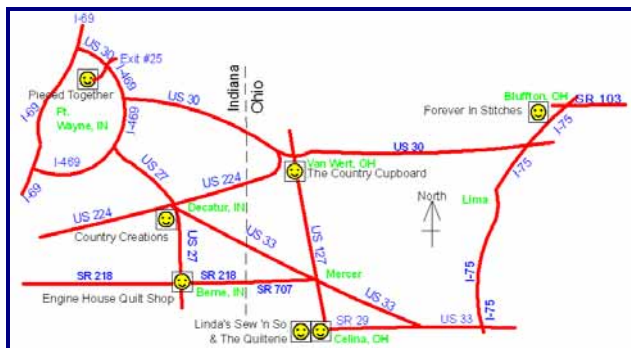 I-69
US 30
Exit #25
I-469
Pieced Together
I-69
Ft.
Wayne, IN
I-469
I-469
I-69
US 30
US 27
Indiana
Ohio
US 224
US 224
Decatur, IN
Country Creations
US 27
US 33
SR 218
SR 218
SR 707
Engine House Quilt Shop
Berne, IN
Van Wert, OH
The Country Cupboard
US 30
US 127
Mercer
US 33
Linda's Sew 'n So
& The Quilterie
SR 29
US 33
Celina, OH
North
Lima
Bluffton, OH
Forever In Stitches
SR 103
I-75
I-75
I-75
I-75